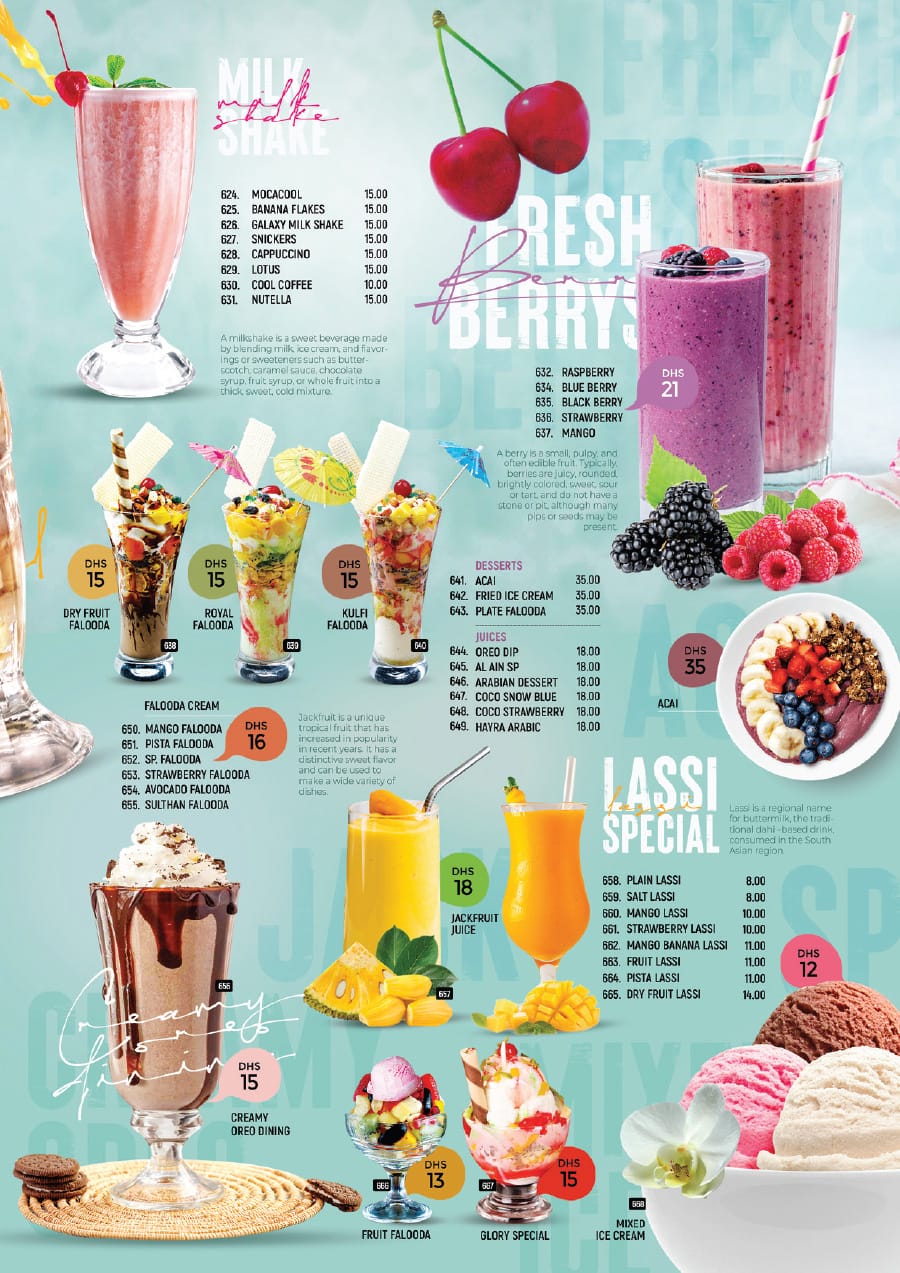 MILK
milk
shake
SHAKE
624. MOCACOOL 15.00
625. BANANA FLAKES 15.00
626. GALAXY MILK SHAKE 15.00
627. SNICKERS 15.00
628. CAPPUCCINO 15.00
629. LOTUS 15.00
630. COOL COFFEE 10.00
631. NUTELLA 15.00
A milkshake is a sweet beverage made
by blending milk, ice cream, and flavor-
ings or sweeteners such as butter-
scotch, caramel sauce, chocolate
syrup, fruit syrup, or whole fruit into a
thick, sweet, cold mixture.
FRESH
FRESH
BERRYS
632. RASPBERRY
634. BLUE BERRY
635. BLACK BERRY
636. STRAWBERRY
637. MANGO
DHS
21
A berry is a small, pulpy, and
often edible fruit. Typically,
berries are juicy, rounded,
brightly colored, sweet, sour
or tart, and do not have a
stone or pit, although many
pips or seeds may be
present.
DHS
15
DRY FRUIT
FALOODA
638
DHS
15
ROYAL
FALOODA
639
DHS
15
KULFI
FALOODA
640
DESSERTS
641. ACAI 35.00
642. FRIED ICE CREAM 35.00
643. PLATE FALOODA 35.00
JUICES
644. OREO DIP 18.00
645. AL AIN SP 18.00
646. ARABIAN DESSERT 18.00
647. COCO SNOW BLUE 18.00
648. COCO STRAWBERRY 18.00
649. HAYRA ARABIC 18.00
DHS
35
ACAI
FALOODA CREAM
650. MANGO FALOODA
651. PISTA FALOODA
652. SP. FALOODA
653. STRAWBERRY FALOODA
654. AVOCADO FALOODA
655. SULTHAN FALOODA
DHS
16
Jackfruit is a unique
tropical fruit that has
increased in popularity
in recent years. It has a
distinctive sweet flavor
and can be used to
make a wide variety of
dishes.
DHS
18
JACKFRUIT
JUICE
657
LASSI
lassi
SPECIAL
Lassi is a regional name
for buttermilk, the tradi-
tional dahi -based drink,
consumed in the South
Asian region.
658. PLAIN LASSI 8.00
659. SALT LASSI 8.00
660. MANGO LASSI 10.00
661. STRAWBERRY LASSI 10.00
662. MANGO BANANA LASSI 11.00
663. FRUIT LASSI 11.00
664. PISTA LASSI 11.00
665. DRY FRUIT LASSI 14.00
DHS
12
656
Creamy
Oreo
Dining
DHS
15
CREAMY
OREO DINING
DHS
13
666
FRUIT FALOODA
DHS
15
667
GLORY SPECIAL
668
MIXED
ICE CREAM